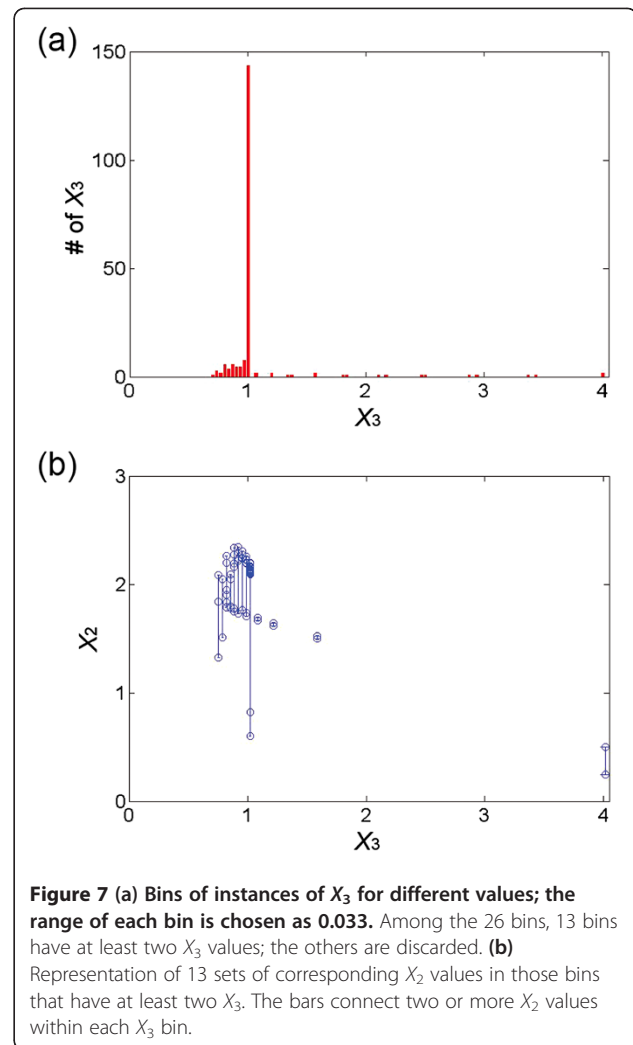 (a)
150
100
50
0
# of X₃
0 1 2 3 4
X₃
(b)
3
2
1
0
X₂
0 1 2 3 4
X₃
Figure 7 (a) Bins of instances of X₃ for different values; the
range of each bin is chosen as 0.033. Among the 26 bins, 13 bins
have at least two X₃ values; the others are discarded. (b)
Representation of 13 sets of corresponding X₂ values in those bins
that have at least two X₃. The bars connect two or more X₂ values
within each X₃ bin.